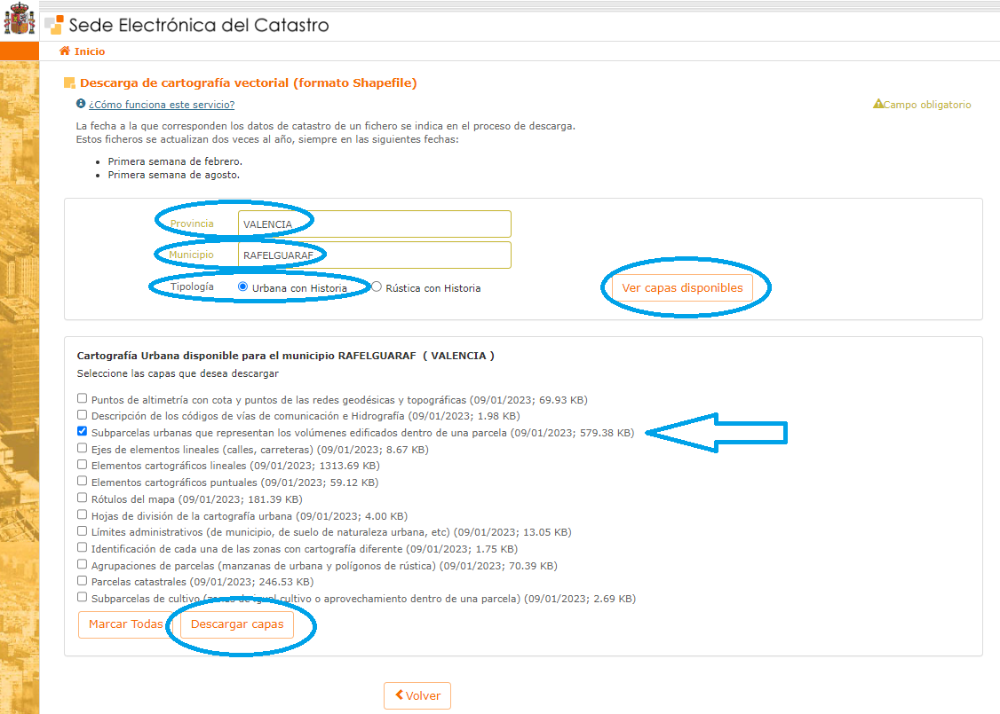 Sede Electrónica del Catastro
Inicio
Descarga de cartografía vectorial (formato Shapefile)
¿Cómo funciona este servicio?
Campo obligatorio
La fecha a la que corresponden los datos de catastro de un fichero se indica en el proceso de descarga.
Estos ficheros se actualizan dos veces al año, siempre en las siguientes fechas:
Primera semana de febrero.
Primera semana de agosto.
Provincia VALENCIA
Municipio RAFELGUARAF
Tipología Urbana con Historia Rústica con Historia Ver capas disponibles
Cartografía Urbana disponible para el municipio RAFELGUARAF ( VALENCIA )
Seleccione las capas que desea descargar
Puntos de altimetría con cota y puntos de las redes geodésicas y topográficas (09/01/2023; 69.93 KB)
Descripción de los códigos de vías de comunicación e Hidrografía (09/01/2023; 1.98 KB)
Subparcelas urbanas que representan los volúmenes edificados dentro de una parcela (09/01/2023; 579.38 KB)
Ejes de elementos lineales (calles, carreteras) (09/01/2023; 8.67 KB)
Elementos cartográficos lineales (09/01/2023; 1313.69 KB)
Elementos cartográficos puntuales (09/01/2023; 59.12 KB)
Rótulos del mapa (09/01/2023; 181.39 KB)
Hojas de división de la cartografía urbana (09/01/2023; 4.00 KB)
Límites administrativos (de municipio, de suelo de naturaleza urbana, etc) (09/01/2023; 13.05 KB)
Identificación de cada una de las zonas con cartografía diferente (09/01/2023; 1.75 KB)
Agrupaciones de parcelas (manzanas de urbana y polígonos de rústica) (09/01/2023; 70.39 KB)
Parcelas catastrales (09/01/2023; 246.53 KB)
Subparcelas de cultivo (zonas de igual cultivo o aprovechamiento dentro de una parcela) (09/01/2023; 2.69 KB)
Marcar Todas Descargar capas
Volver